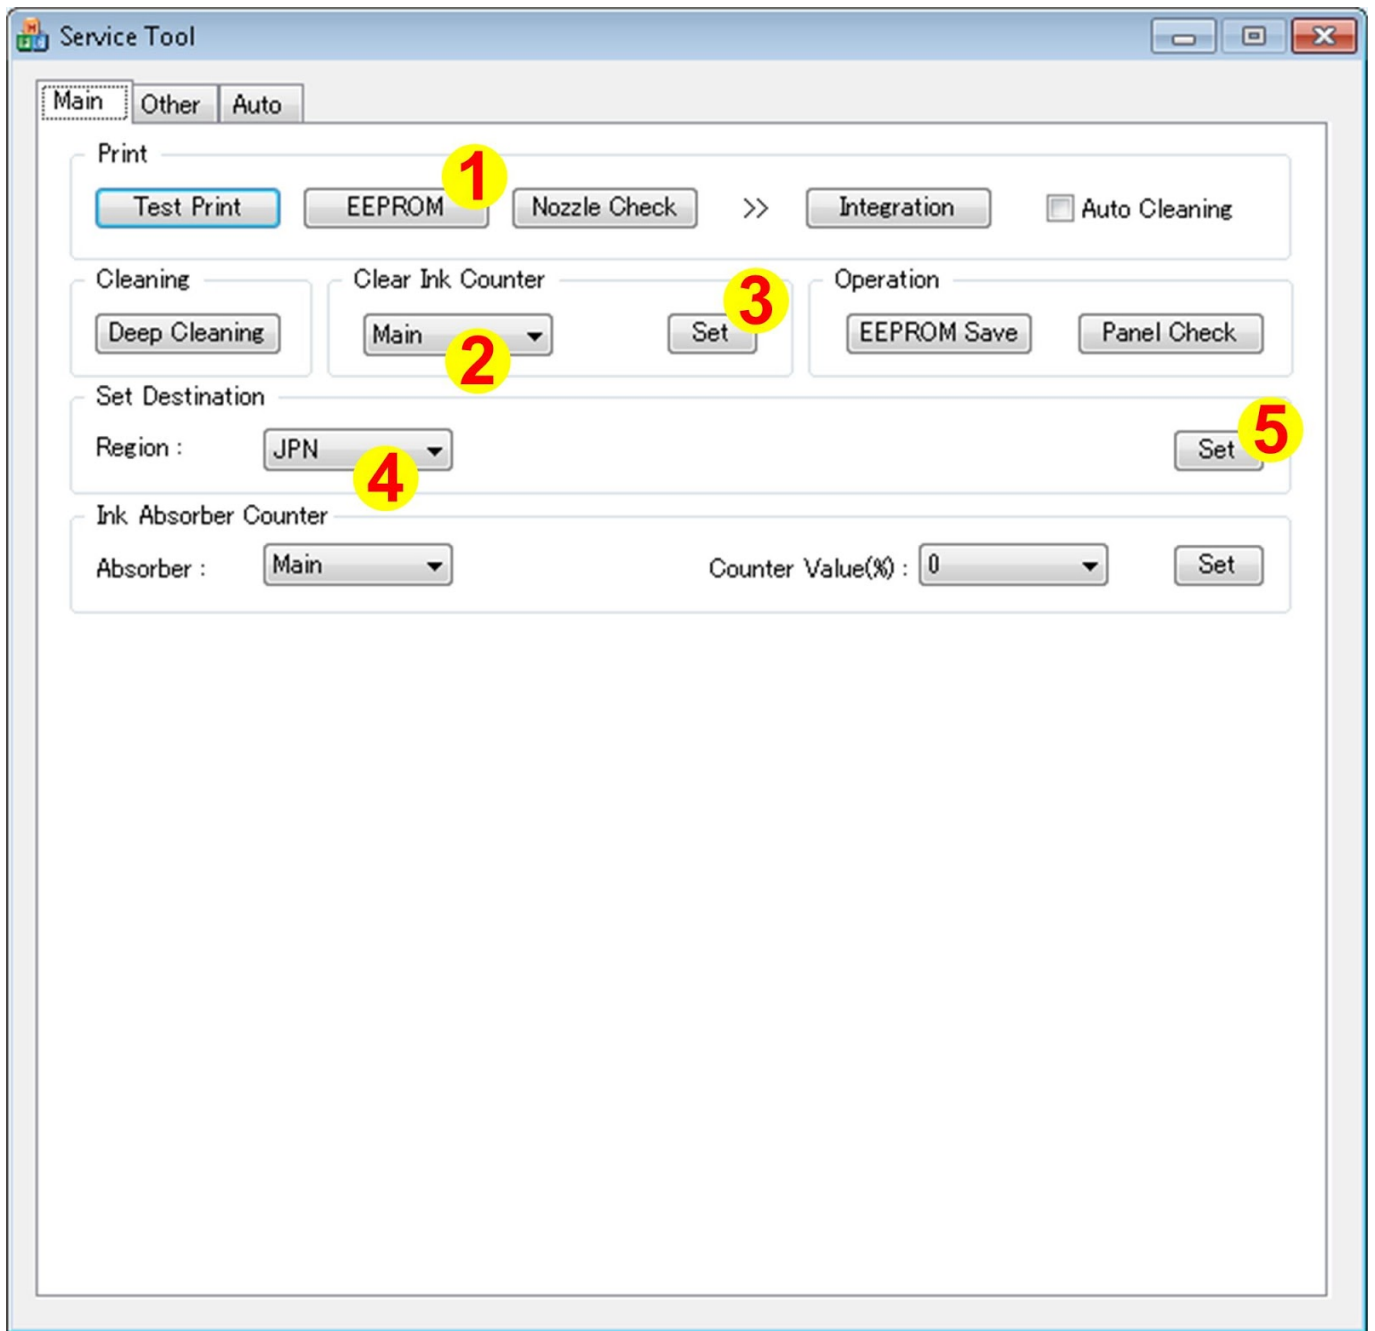 Service Tool
Main Other Auto
Print
1
Test Print EEPROM Nozzle Check >> Integration Auto Cleaning
Cleaning Clear Ink Counter 3 Operation
Deep Cleaning Main Set EEPROM Save Panel Check
2
Set Destination
5
Region : JPN Set
4
Ink Absorber Counter
Absorber : Main Counter Value(%) : 0 Set